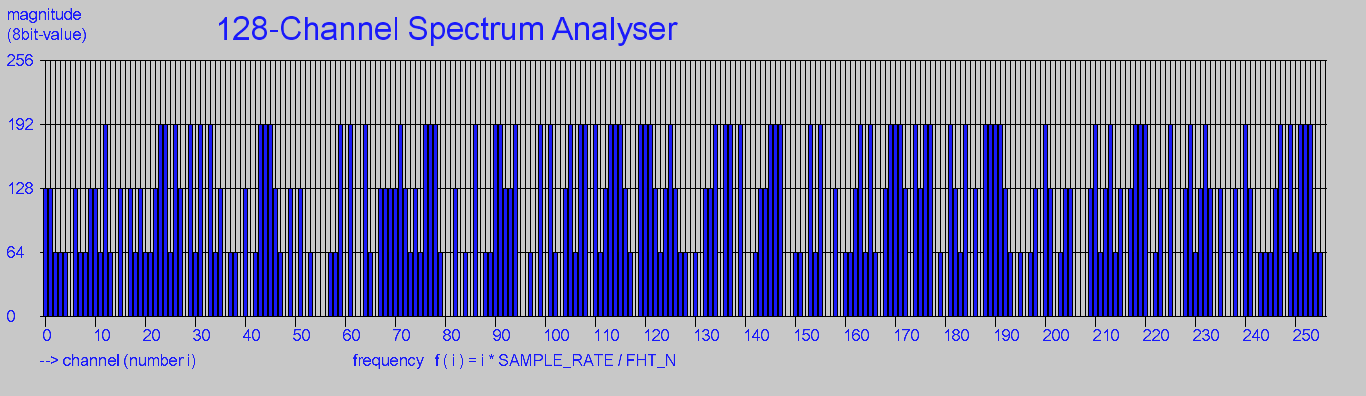 magnitude
(8bit-value)
128-Channel Spectrum Analyser
256
192
128
64
0
0 10 20 30 40 50 60 70 80 90 100 110 120 130 140 150 160 170 180 190 200 210 220 230 240 250
--> channel (number i)
frequency f ( i ) = i * SAMPLE_RATE / FHT_N